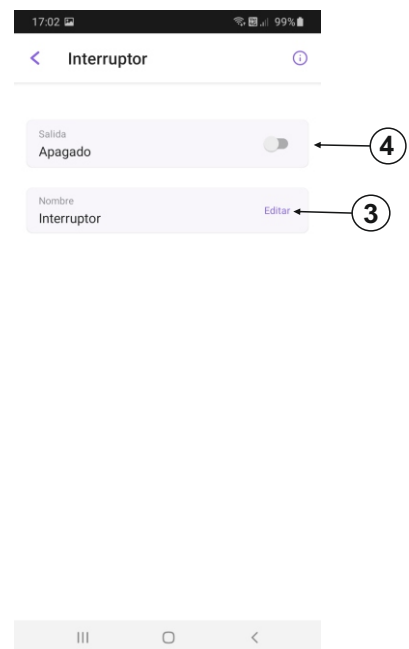 17:02 99%
Interruptor
Salida
Apagado
4
Nombre
Interruptor
Editar
3